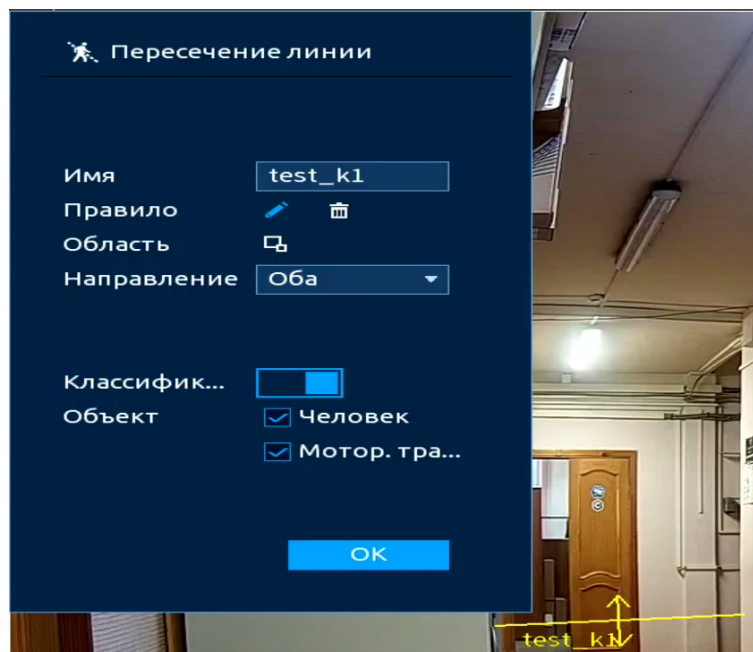 Пересечение линии
Имя test_k1
Правило
Область
Направление Оба
Классифик...
Объект Человек
Мотор. тра...
OK
test_k1